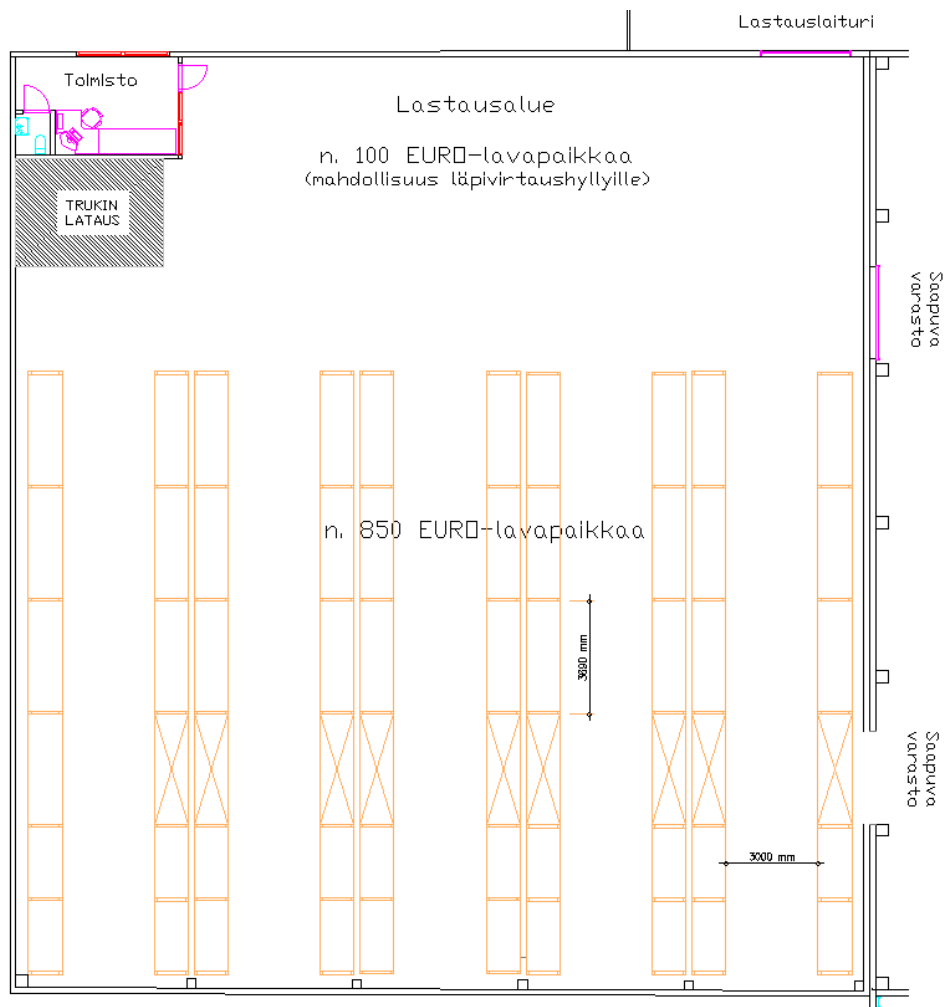 Lastauslaituri
Toimisto
Lastausalue
n. 100 EURO-lavapaikkaa
(mahdollisuus läpivirtaushyllyille)
TRUKIN
LATAUS
Saapuva
varasto
n. 850 EURO-lavapaikkaa
3690 mm
Saapuva
varasto
3000 mm